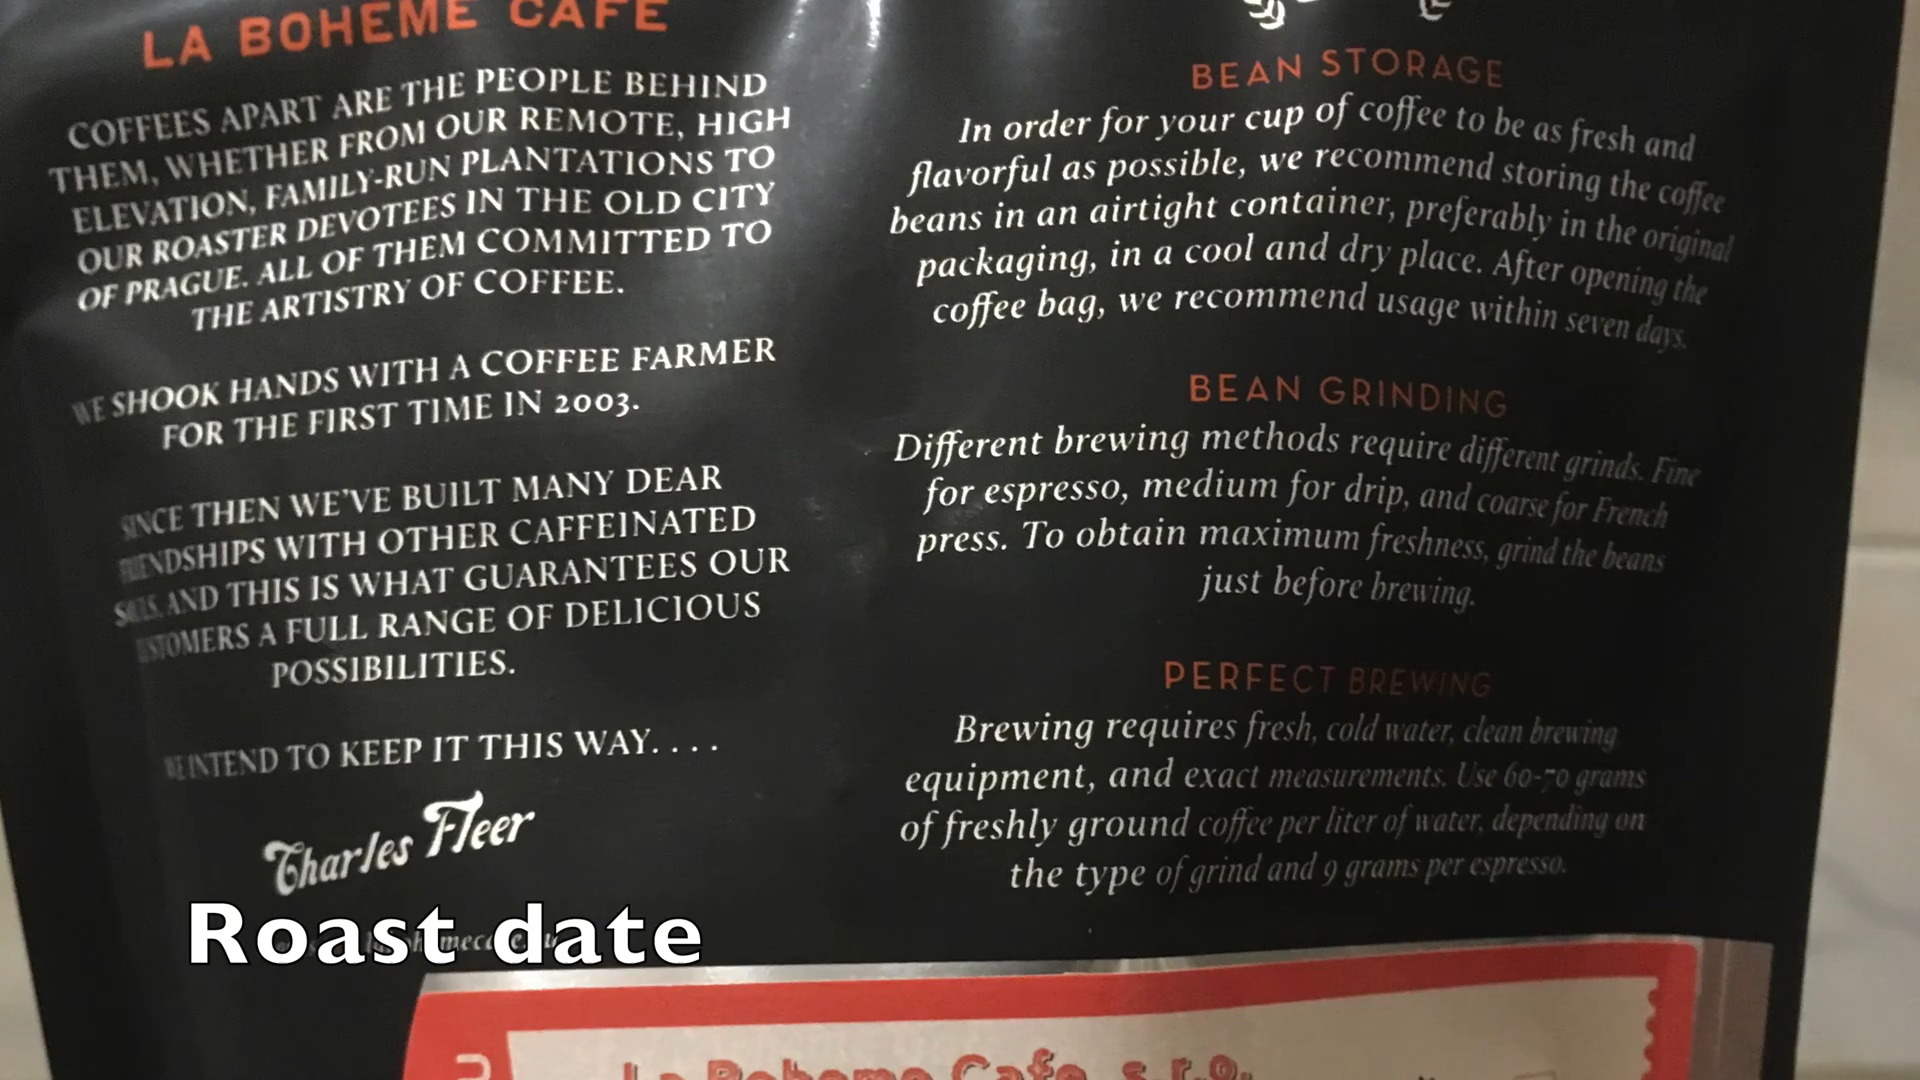 LA BOHÈME CAFÉ
COFFEES APART ARE THE PEOPLE BEHIND
THEM, WHETHER FROM OUR REMOTE, HIGH
ELEVATION, FAMILY-RUN PLANTATIONS TO
OUR ROASTER DEVOTEES IN THE OLD CITY
OF PRAGUE. ALL OF THEM COMMITTED TO
THE ARTISTRY OF COFFEE.
WE SHOOK HANDS WITH A COFFEE FARMER
FOR THE FIRST TIME IN 2003.
SINCE THEN WE'VE BUILT MANY DEAR
FRIENDSHIPS WITH OTHER CAFFEINATED
AND THIS IS WHAT GUARANTEES OUR
CUSTOMERS A FULL RANGE OF DELICIOUS
POSSIBILITIES.
WE INTEND TO KEEP IT THIS WAY....
Charles Fleer
Roast date
BEAN STORAGE
In order for your cup of coffee to be as fresh and
flavorful as possible, we recommend storing the coffee
beans in an airtight container, preferably in the original
packaging, in a cool and dry place. After opening the
coffee bag, we recommend usage within seven days.
BEAN GRINDING
Different brewing methods require different grinds. Fine
for espresso, medium for drip, and coarse for French
press. To obtain maximum freshness, grind the beans
just before brewing.
PERFECT BREWING
Brewing requires fresh, cold water, clean brewing
equipment, and exact measurements. Use 60-70 grams
of freshly ground coffee per liter of water, depending on
the type of grind and 9 grams per espresso.
La Boheme Cafe, s.r.o.